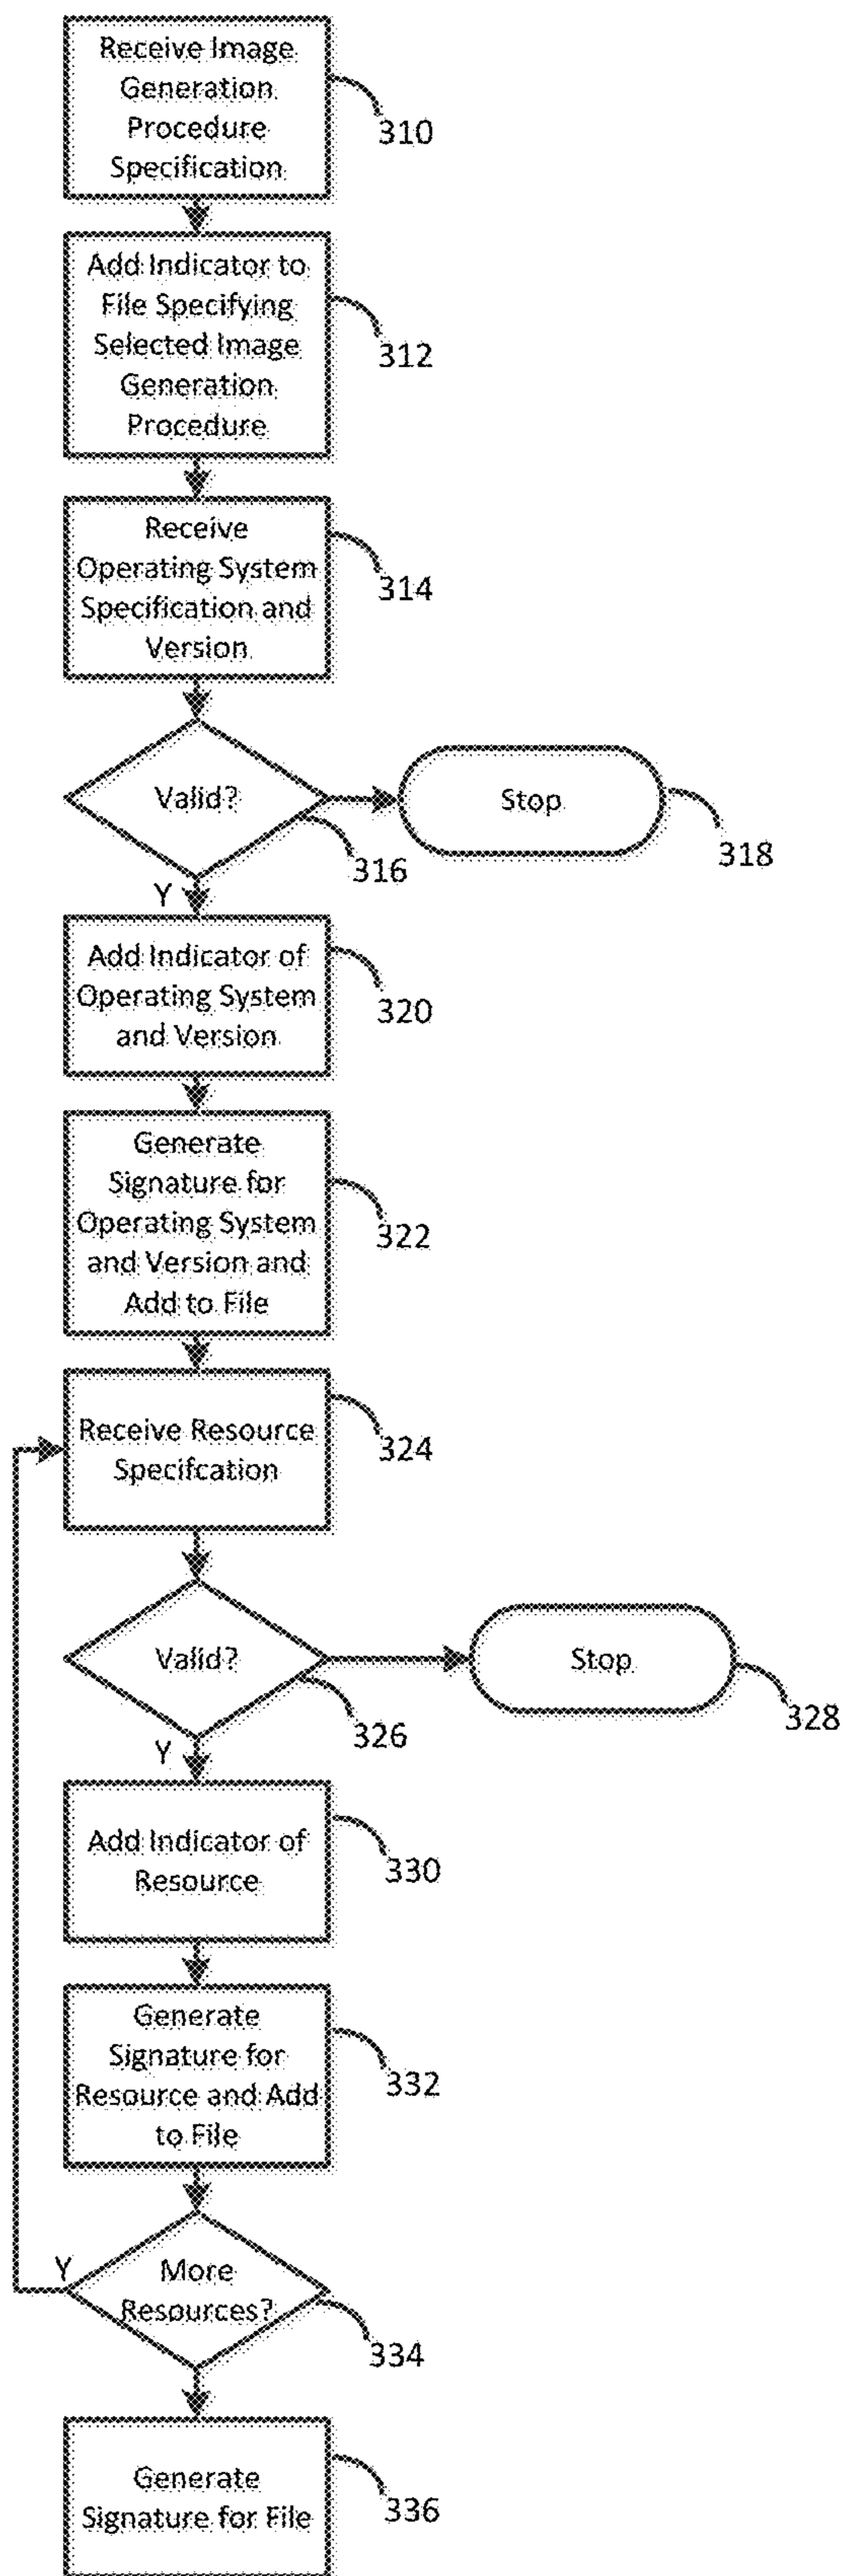 Receive Image
Generation
Procedure
Specification
310
Add Indicator to
File Specifying
Selected Image
Generation
Procedure
312
Receive
Operating System
Specification and
Version
314
Valid?
316
Stop
318
Y
Add Indicator of
Operating System
and Version
320
Generate
Signature for
Operating System
and Version and
Add to File
322
Receive Resource
Specifcation
324
Valid?
326
Stop
328
Y
Add Indicator of
Resource
330
Generate
Signature for
Resource and Add
to File
332
Y
More
Resources?
334
Generate
Signature for File
336